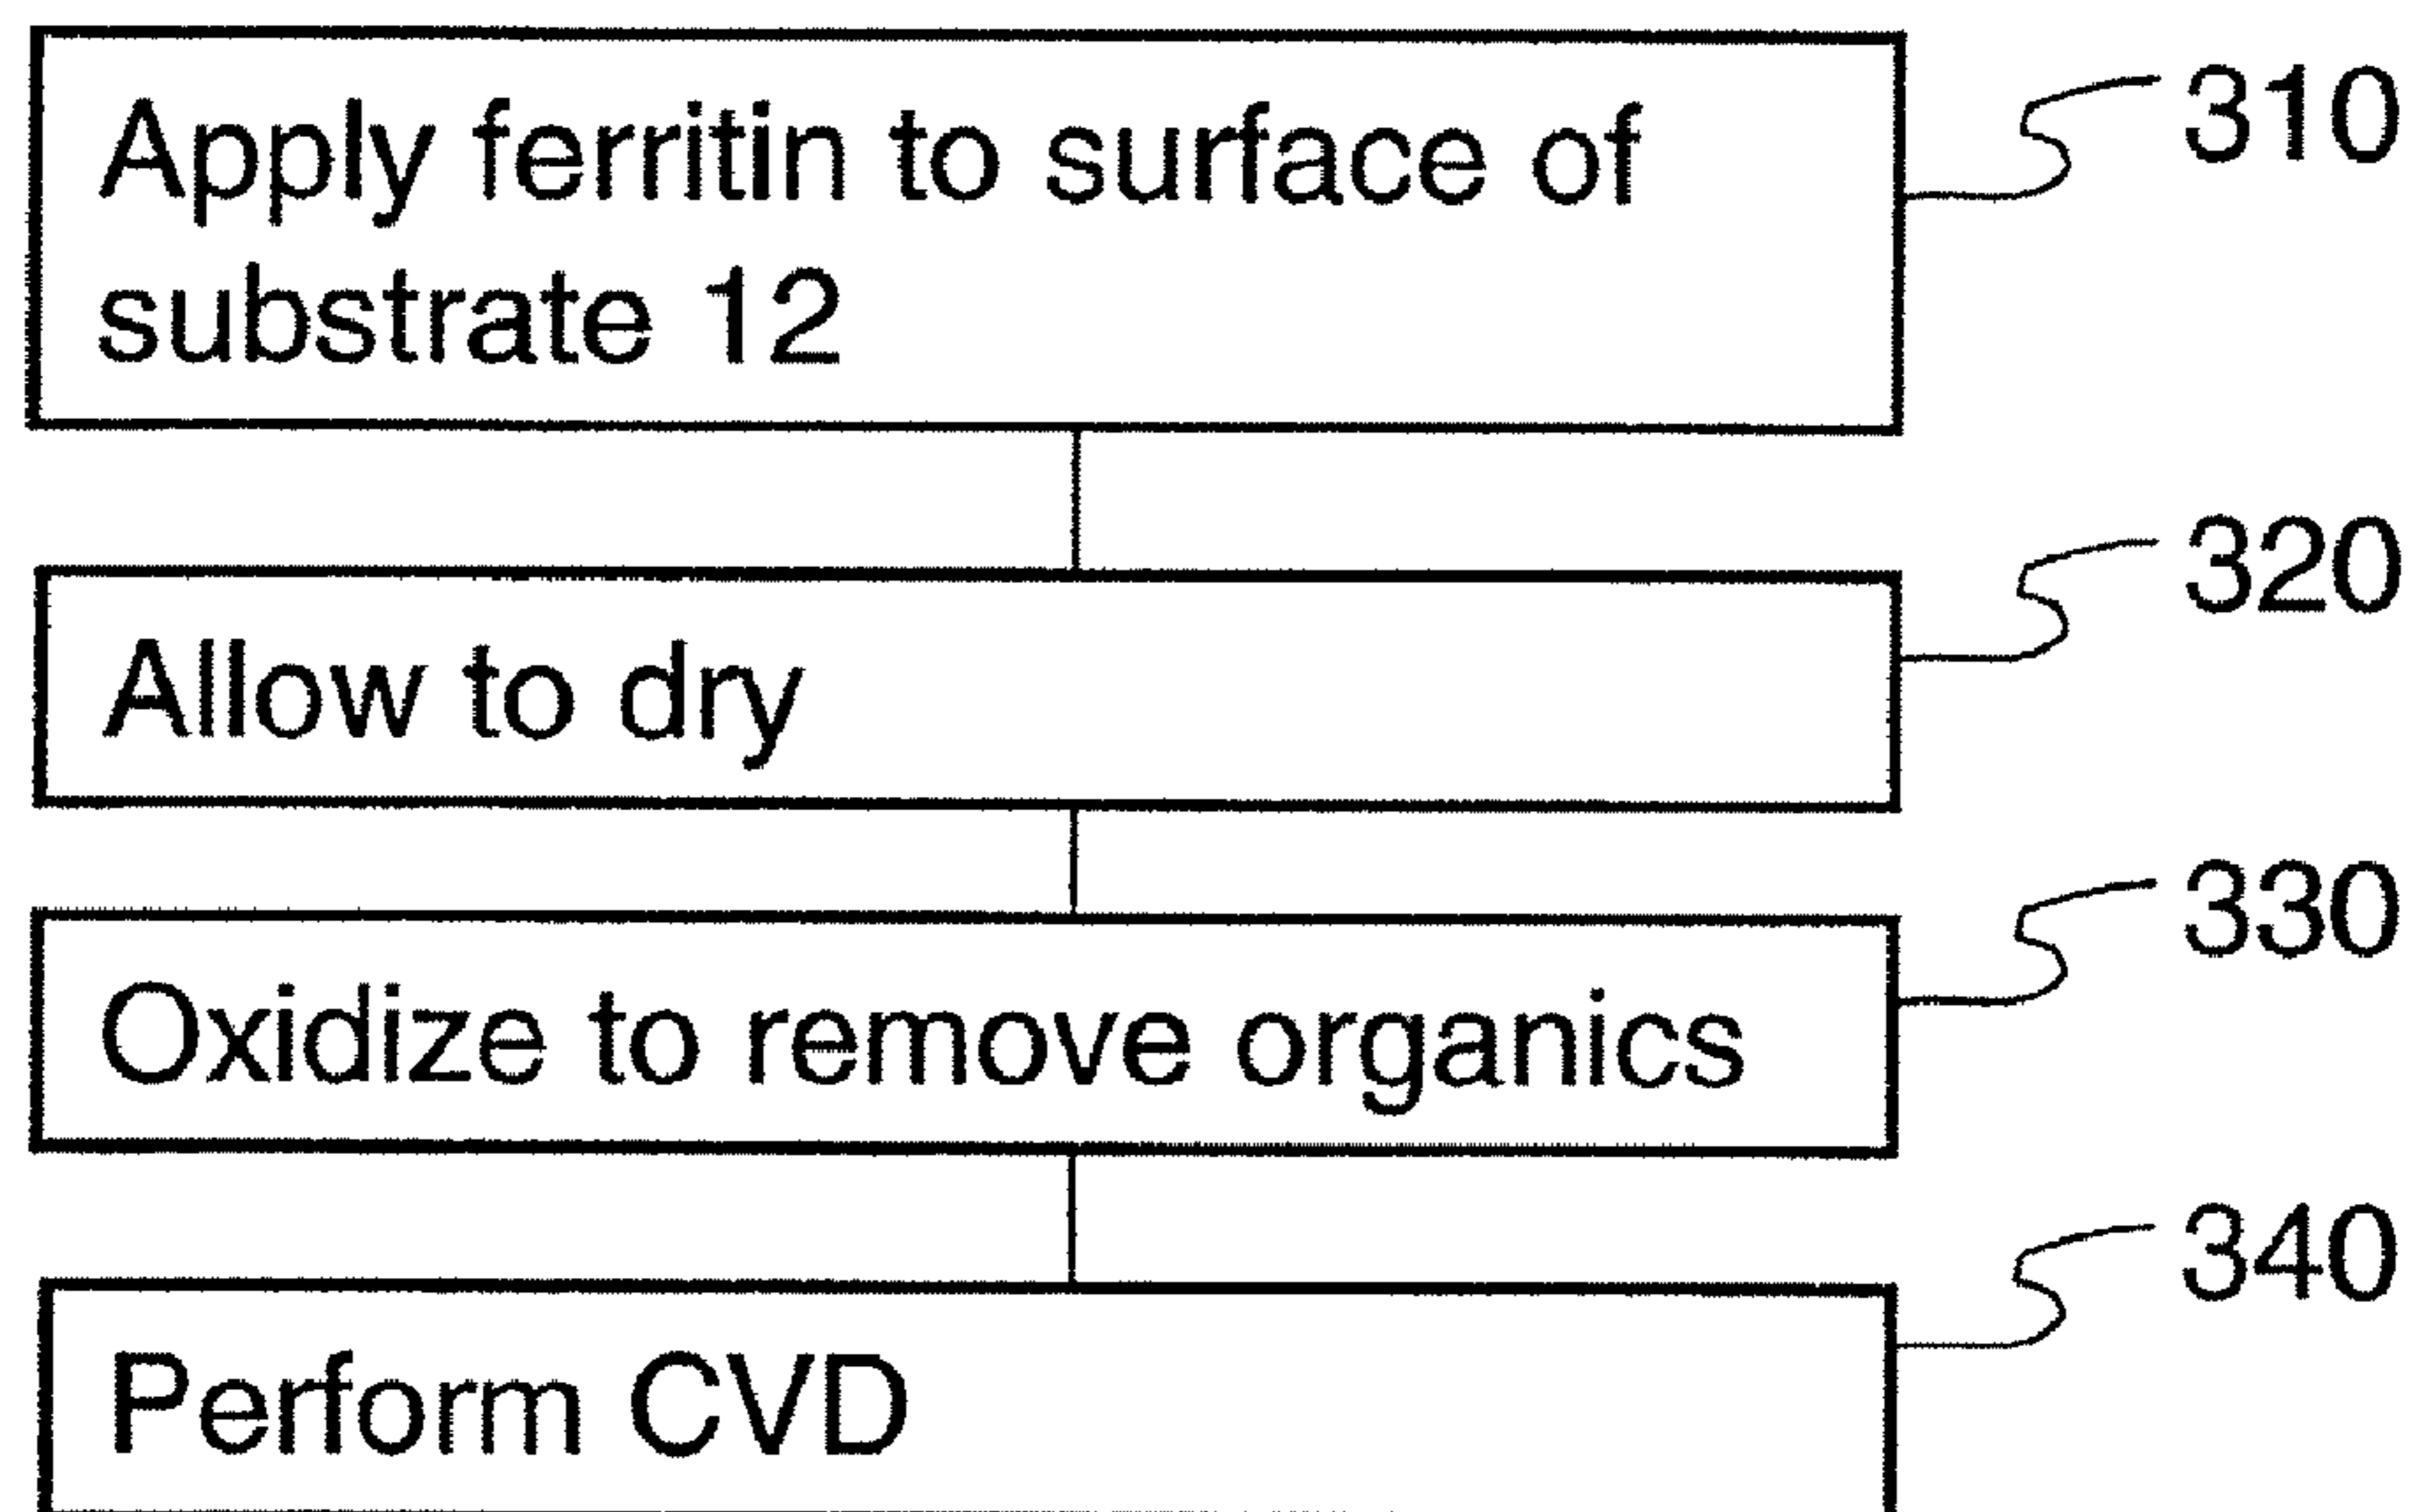 Apply ferritin to surface of
substrate 12
310
Allow to dry
320
Oxidize to remove organics
330
Perform CVD
340